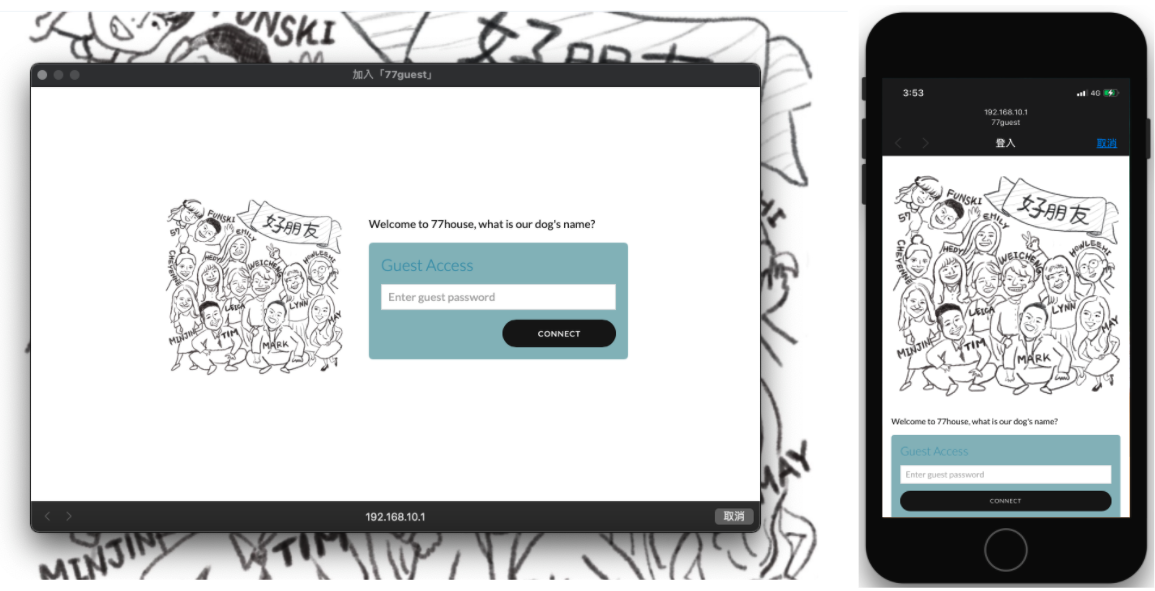 FUNSKI
好朋友
加入「77guest」
FUNSKI
57
EMILY
好朋友
CHEYENNE
HEDY
WEICHENG
HOWLEEHI
LEICA
LYNN
MAY
MINJIN
TIM
MARK
Welcome to 77house, what is our dog's name?
Guest Access
Enter guest password
CONNECT
192.168.10.1
取消
MAY
MINJIN
TIM
3:53
4G
192.168.10.1
77guest
登入
取消
FUNSKI
57
EMILY
好朋友
CHEYENNE
HEDY
WEICHENG
HOWLEEHI
LEICA
LYNN
MAY
MINJIN
TIM
MARK
Welcome to 77house, what is our dog's name?
Guest Access
Enter guest password
CONNECT